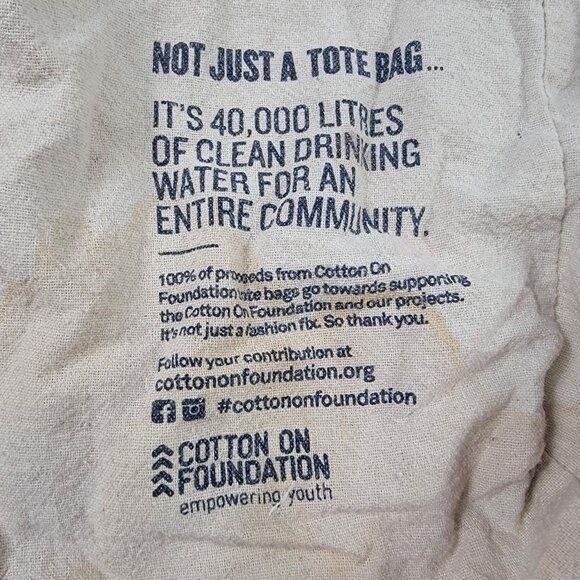 NOT JUST A TOTE BAG...
IT'S 40,000 LITRES
OF CLEAN DRINKING
WATER FOR AN
ENTIRE COMMUNITY.
100% of proceeds from Cotton On
Foundation tote bags go towards supporting
the Cotton On Foundation and our projects.
It's not just a fashion fix. So thank you.
Follow your contribution at
cottononfoundation.org
#cottononfoundation
COTTON ON
FOUNDATION
empowering youth